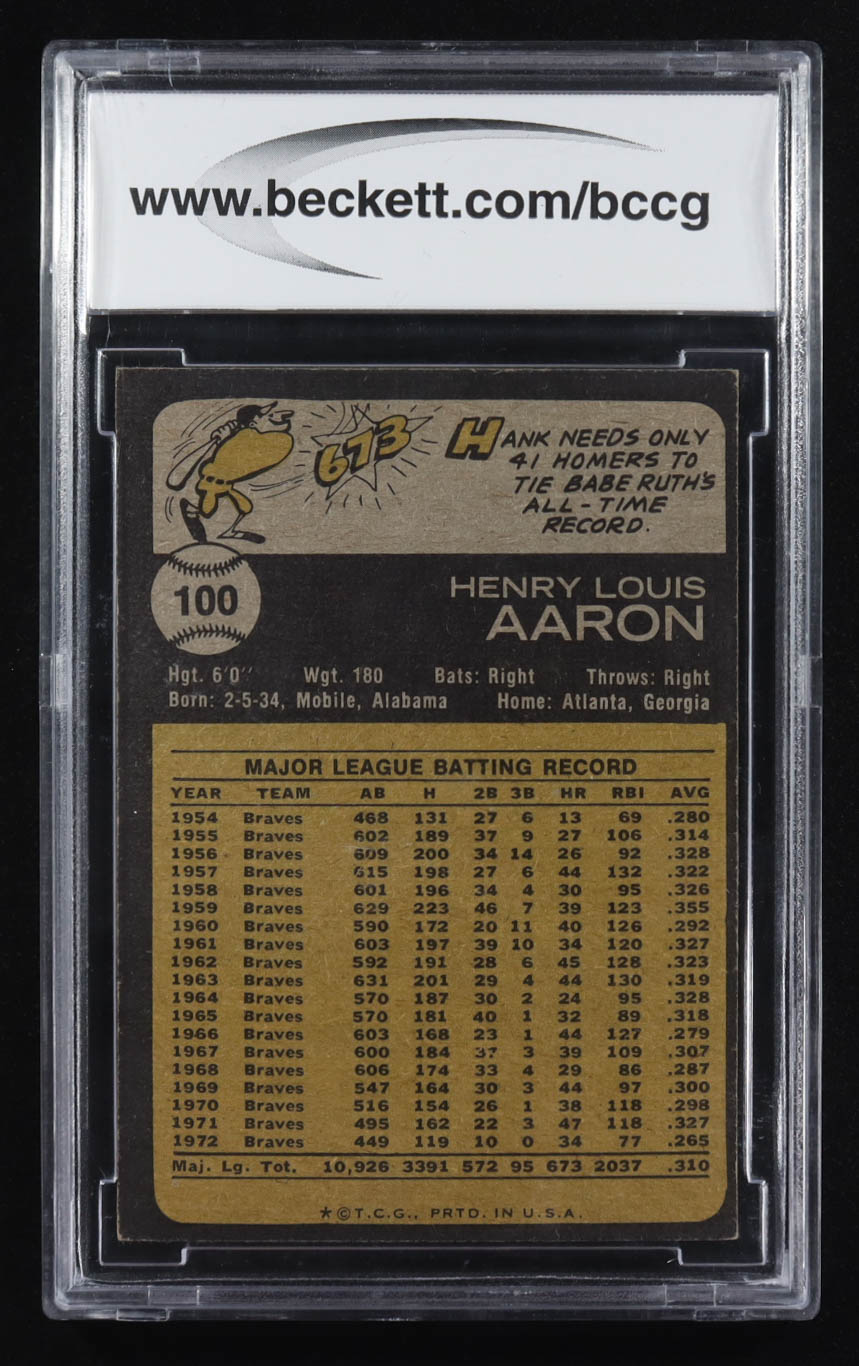 www.beckett.com/bccg
673
HANK NEEDS ONLY
41 HOMERS TO
TIE BABE RUTH'S
ALL-TIME
RECORD.
100
HENRY LOUIS
AARON
Hgt. 6'0" Wgt. 180 Bats: Right Throws: Right
Born: 2-5-34, Mobile, Alabama Home: Atlanta, Georgia
MAJOR LEAGUE BATTING RECORD
YEAR TEAM AB H 2B 3B HR RBI AVG
1954 Braves 468 131 27 6 13 69 .280
1955 Braves 602 189 37 9 27 106 .314
1956 Braves 609 200 34 14 26 92 .328
1957 Braves 615 198 27 6 44 132 .322
1958 Braves 601 196 34 4 30 95 .326
1959 Braves 629 223 46 7 39 123 .355
1960 Braves 590 172 20 11 40 126 .292
1961 Braves 603 197 39 10 34 120 .327
1962 Braves 592 191 28 6 45 128 .323
1963 Braves 631 201 29 4 44 130 .319
1964 Braves 570 187 30 2 24 95 .328
1965 Braves 570 181 40 1 32 89 .318
1966 Braves 603 168 23 1 44 127 .279
1967 Braves 600 184 37 3 39 109 .307
1968 Braves 606 174 33 4 29 86 .287
1969 Braves 547 164 30 3 44 97 .300
1970 Braves 516 154 26 1 38 118 .298
1971 Braves 495 162 22 3 47 118 .327
1972 Braves 449 119 10 0 34 77 .265
Maj. Lg. Tot. 10,926 3391 572 95 673 2037 .310
★©T.C.G., PRTD. IN U.S.A.